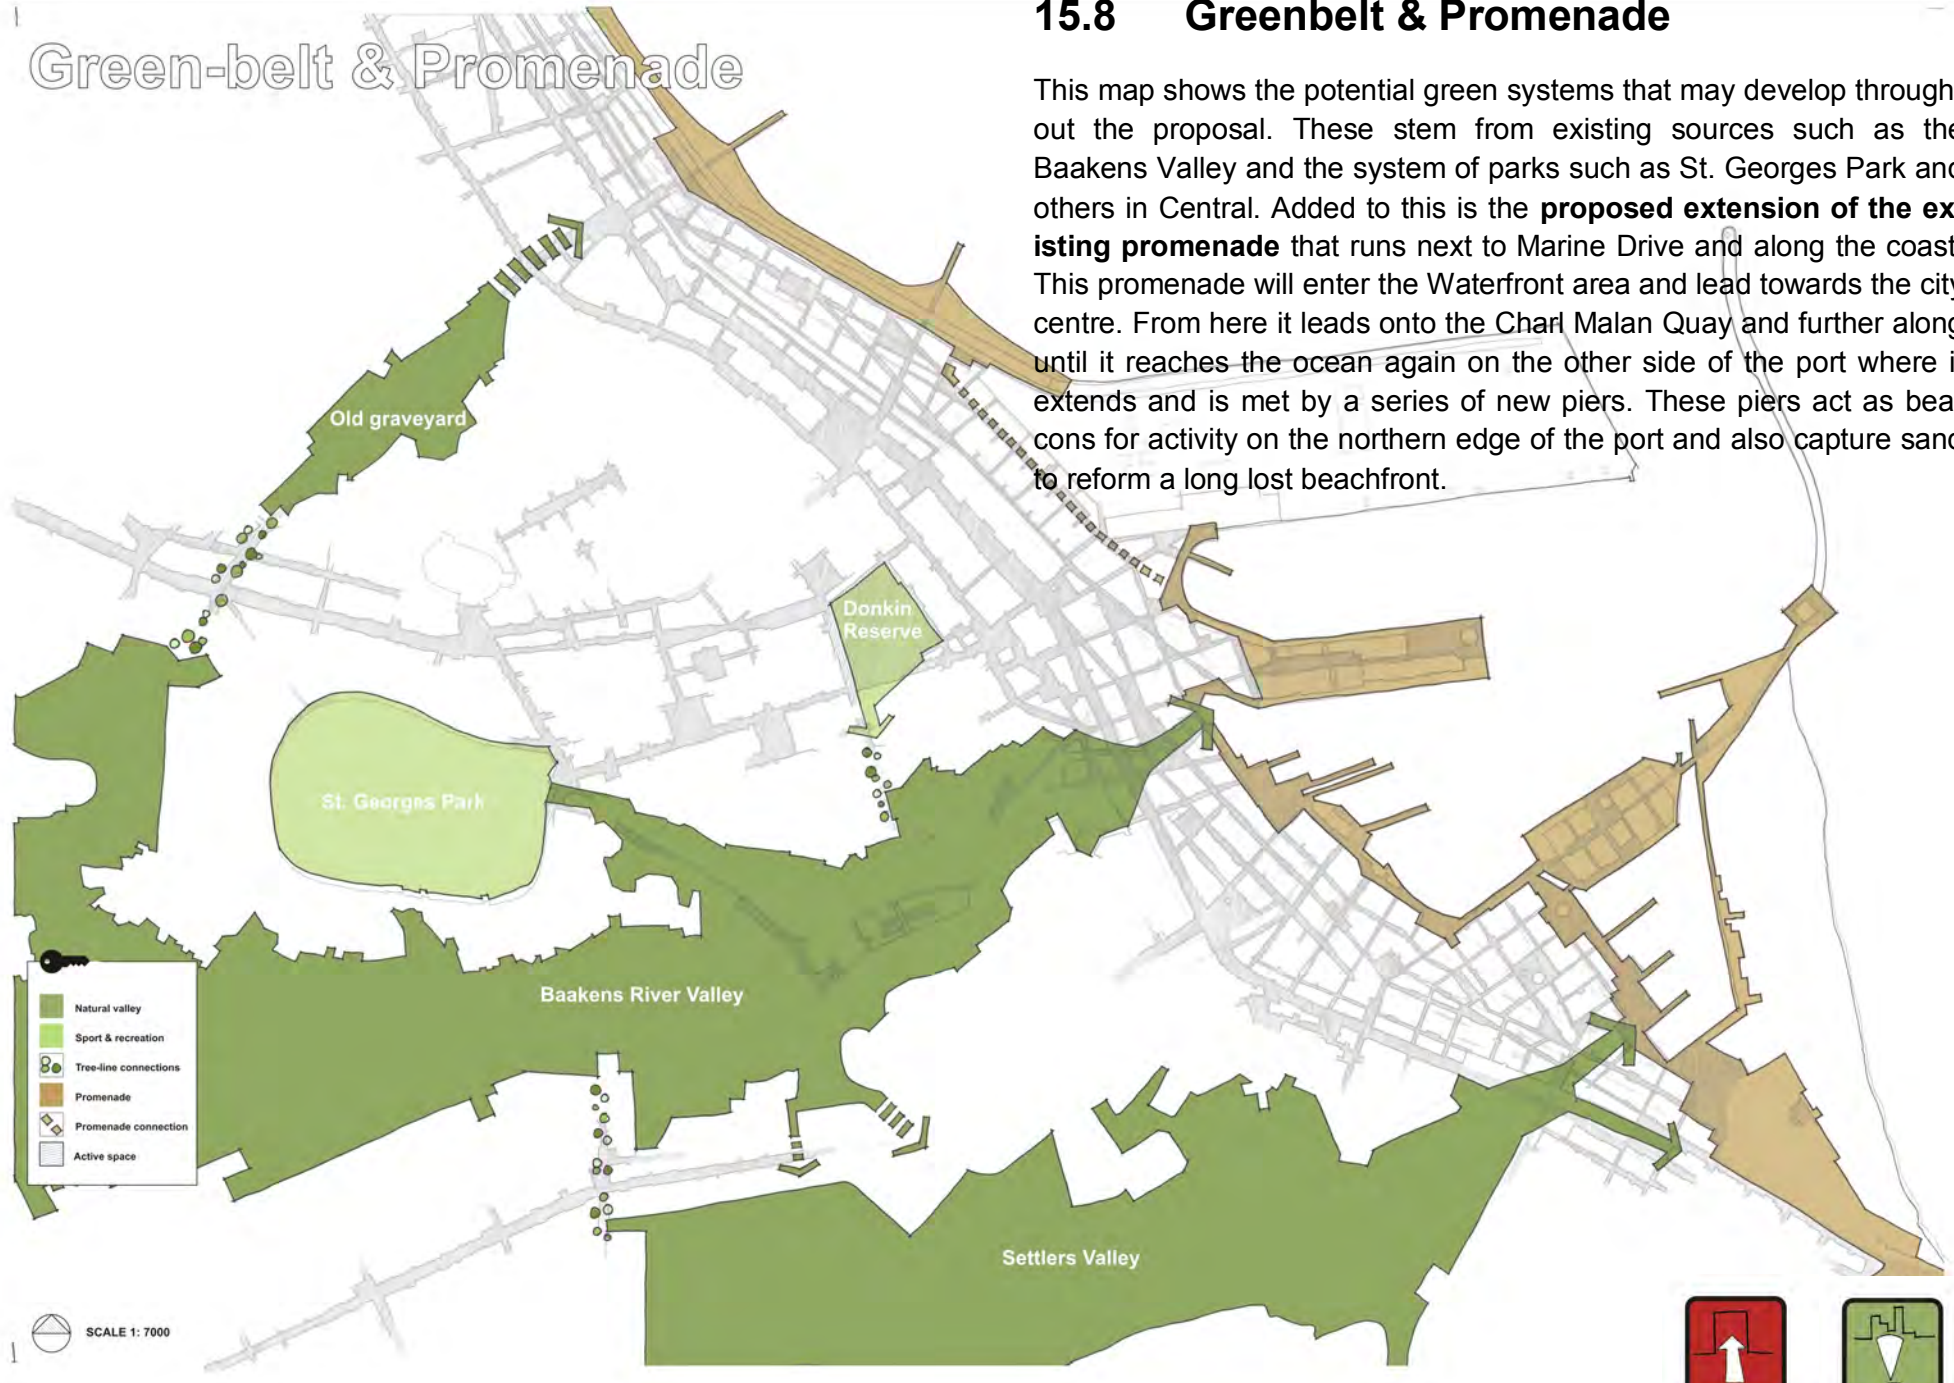 15.8 Greenbelt & Promenade
Green-belt & Promenade
This map shows the potential green systems that may develop through
out the proposal. These stem from existing sources such as the
Baakens Valley and the system of parks such as St. Georges Park and
others in Central. Added to this is the proposed extension of the ex
isting promenade that runs next to Marine Drive and along the coast
This promenade will enter the Waterfront area and lead towards the city
centre. From here it leads onto the Charl Malan Quay and further along
until it reaches the ocean again on the other side of the port where i
extends and is met by a series of new piers. These piers act as bea
cons for activity on the northern edge of the port and also capture sand
to reform a long lost beachfront.
Old graveyard
Donkin
Reserve
St. Georges Park
Baakens River Valley
Natural valley
Sport & recreation
Tree-line connections
Promenade
Promenade connection
Active space
Settlers Valley
SCALE 1: 7000